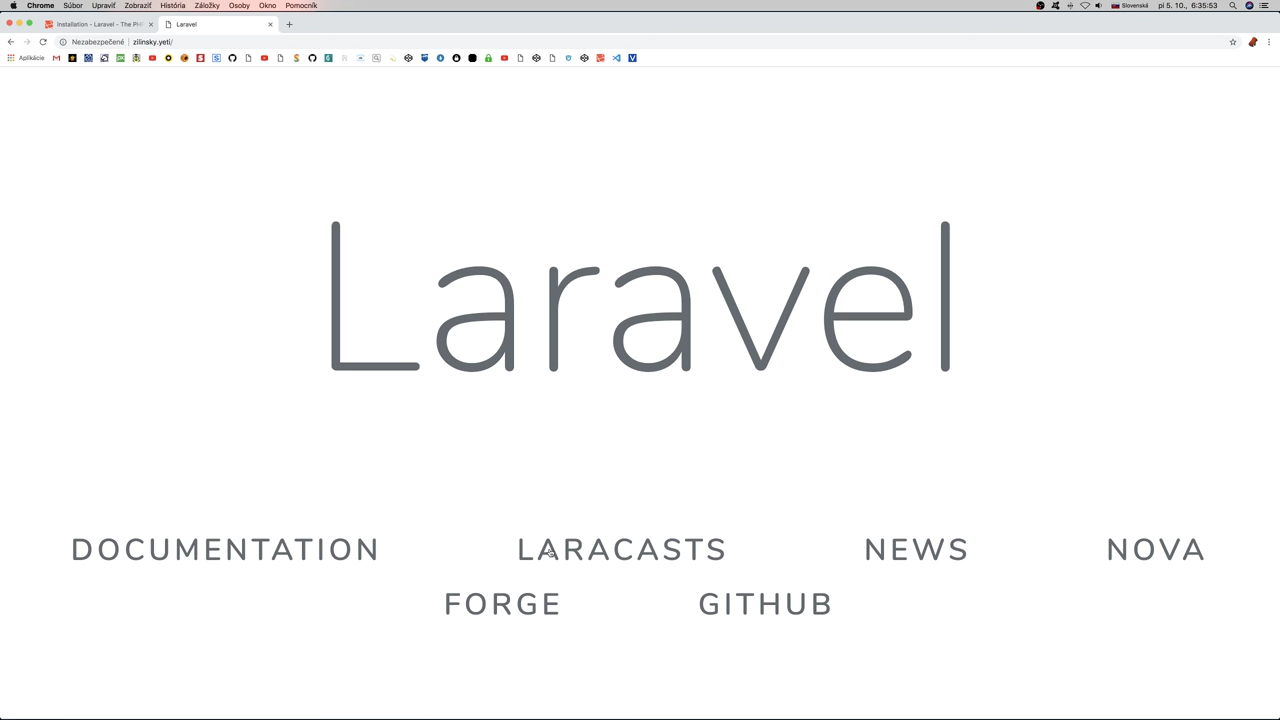 Chrome Súbor Upraviť Zobraziť História Záložky Osoby Okno Pomocník
Slovenská pi 5. 10., 6:35:53
Installation - Laravel - The PH
Laravel
Nezabezpečené zilinsky.yeti/
Aplikácie
Laravel
DOCUMENTATION LARACASTS NEWS NOVA
FORGE GITHUB